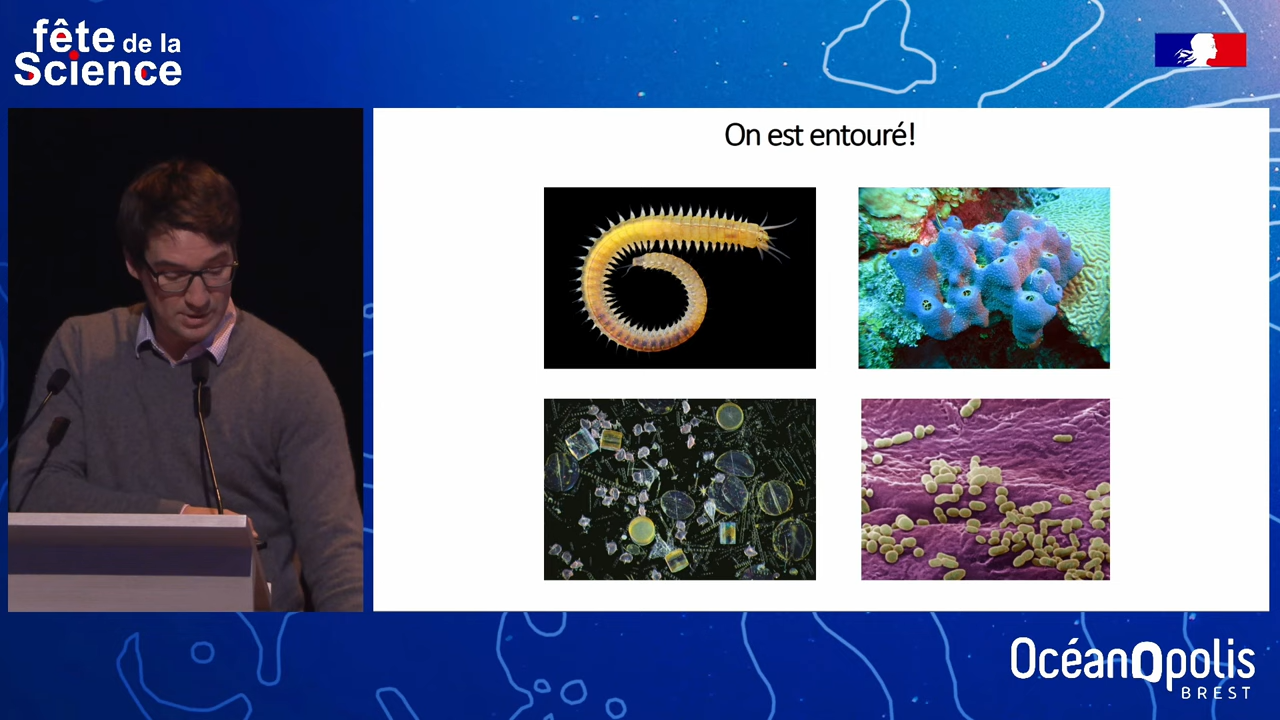 fête de la
Science
On est entouré!
OcéanOpolis
BREST